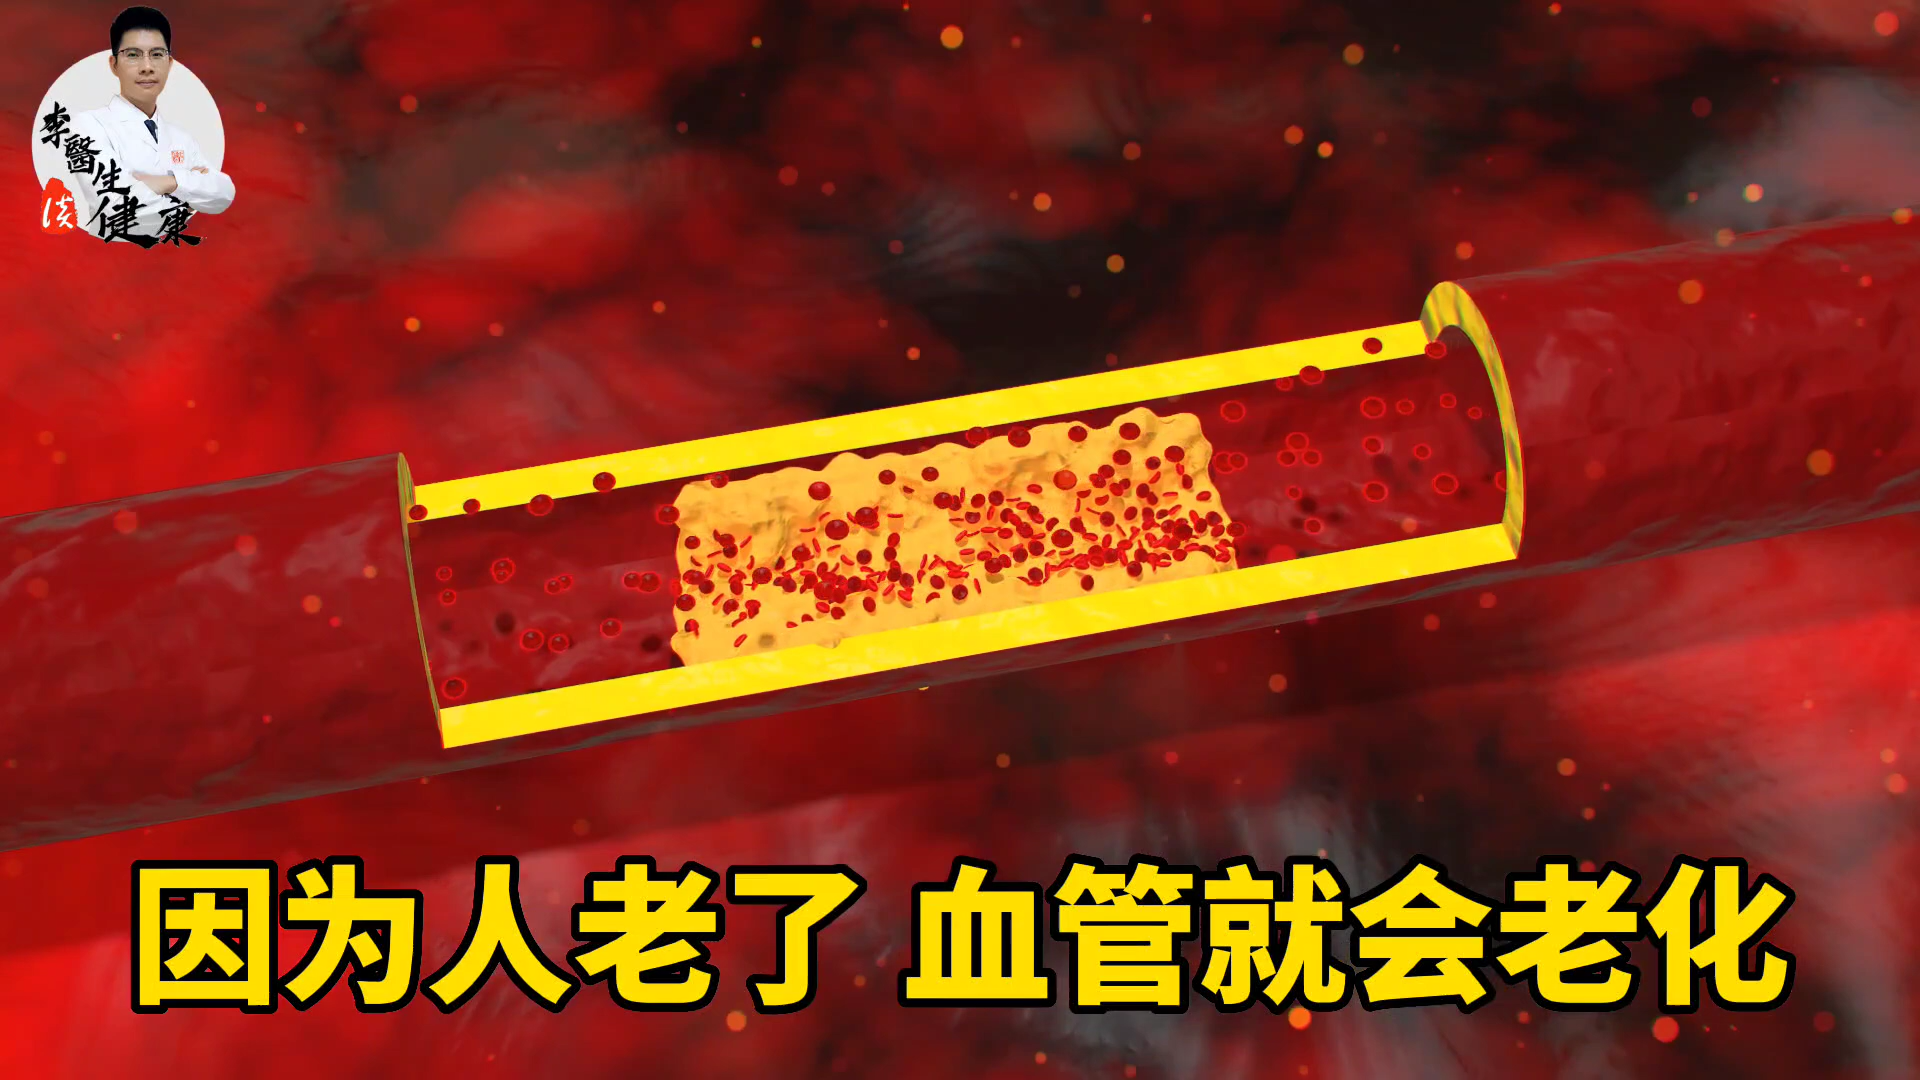 李醫生
谈健康
因为人老了 血管就会老化